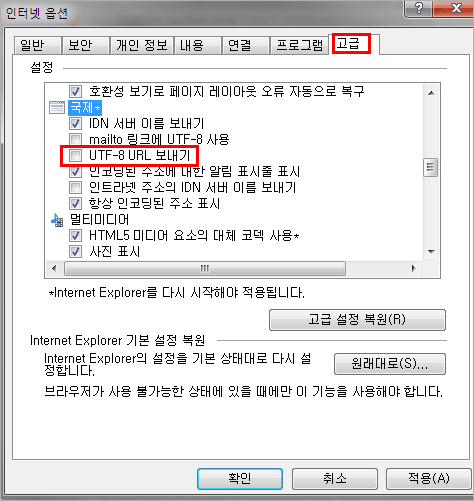 인터넷 옵션
일반 보안 개인 정보 내용 연결 프로그램 고급
설정
호환성 보기로 페이지 레이아웃 오류 자동으로 복구
국제*
IDN 서버 이름 보내기
mailto 링크에 UTF-8 사용
UTF-8 URL 보내기
인코딩된 주소에 대한 알림 표시줄 표시
인트라넷 주소의 IDN 서버 이름 보내기
항상 인코딩된 주소 표시
멀티미디어
HTML5 미디어 요소의 대체 코덱 사용*
사진 표시
*Internet Explorer를 다시 시작해야 적용됩니다.
고급 설정 복원(R)
Internet Explorer 기본 설정 복원
Internet Explorer의 설정을 기본 상태대로 다시 설
정합니다.
원래대로(S)...
브라우저가 사용 불가능한 상태에 있을 때에만 이 기능을 사용해야 합니다.
확인 취소 적용(A)